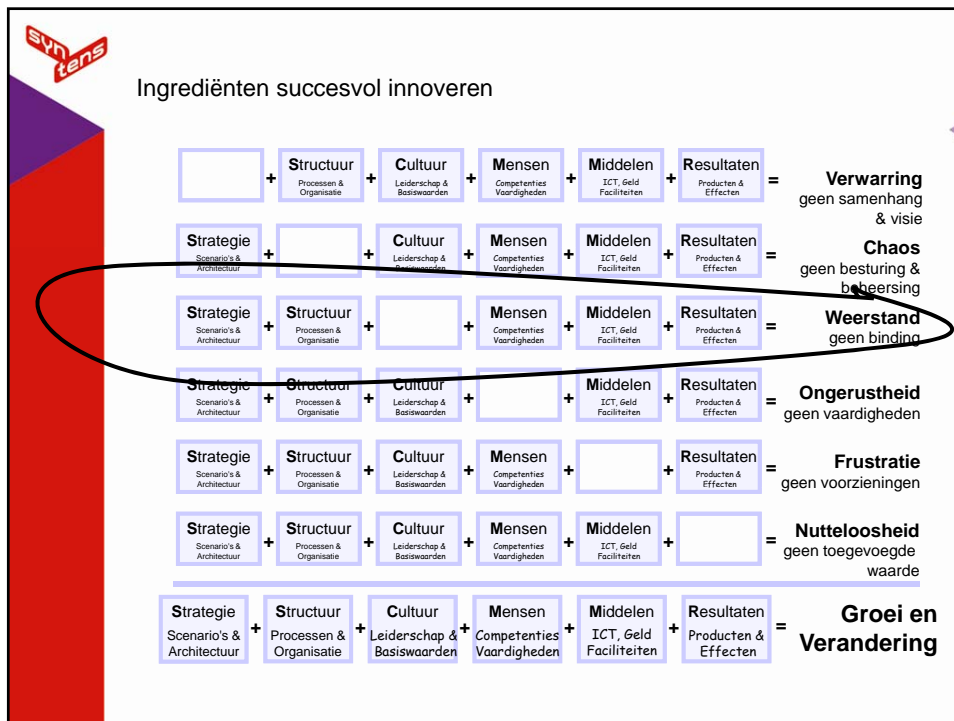 syn
tens
Ingrediënten succesvol innoveren
+ Structuur + Cultuur + Mensen + Middelen + Resultaten = Verwarring
Processen & Organisatie Leiderschap & Basiswaarden Competenties Vaardigheden ICT, Geld Faciliteiten Producten & Effecten
geen samenhang
& visie
Strategie + + Cultuur + Mensen + Middelen + Resultaten = Chaos
Scenario's & Architectuur Leiderschap & Basiswaarden Competenties Vaardigheden ICT, Geld Faciliteiten Producten & Effecten
geen besturing &
beheersing
Strategie + Structuur + + Mensen + Middelen + Resultaten = Weerstand
Scenario's & Architectuur Processen & Organisatie Competenties Vaardigheden ICT, Geld Faciliteiten Producten & Effecten
geen binding
Strategie + Structuur + Cultuur + + Middelen + Resultaten = Ongerustheid
Scenario's & Architectuur Processen & Organisatie Leiderschap & Basiswaarden ICT, Geld Faciliteiten Producten & Effecten
geen vaardigheden
Strategie + Structuur + Cultuur + Mensen + + Resultaten = Frustratie
Scenario's & Architectuur Processen & Organisatie Leiderschap & Basiswaarden Competenties Vaardigheden Producten & Effecten
geen voorzieningen
Strategie + Structuur + Cultuur + Mensen + Middelen + = Nutteloosheid
Scenario's & Architectuur Processen & Organisatie Leiderschap & Basiswaarden Competenties Vaardigheden ICT, Geld Faciliteiten
geen toegevoegde
waarde
Strategie + Structuur + Cultuur + Mensen + Middelen + Resultaten = Groei en
Scenario's & Processen & Leiderschap & Competenties ICT, Geld Producten & Verandering
Architectuur Organisatie Basiswaarden Vaardigheden Faciliteiten Effecten